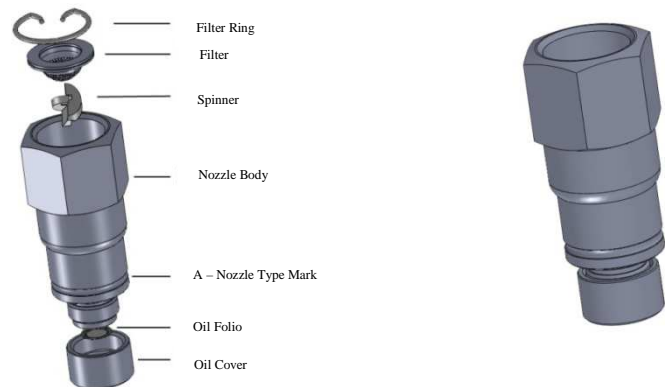 Filter Ring
Filter
Spinner
Nozzle Body
A – Nozzle Type Mark
Oil Folio
Oil Cover